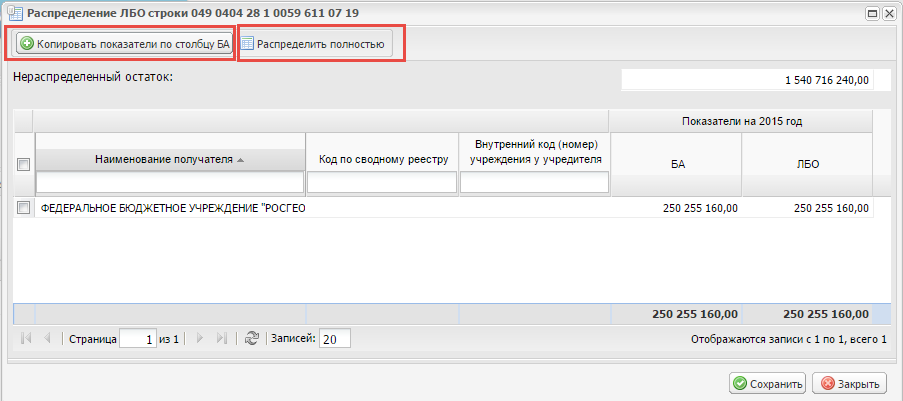 Распределение ЛБО строки 049 0404 28 1 0059 611 07 19
Копировать показатели по столбцу БА
Распределить полностью
Нераспределенный остаток:
1 540 716 240,00
Показатели на 2015 год
Наименование получателя
Код по сводному реестру
Внутренний код (номер)
учреждения у учредителя
БА
ЛБО
ФЕДЕРАЛЬНОЕ БЮДЖЕТНОЕ УЧРЕЖДЕНИЕ "РОСГЕО
250 255 160,00
250 255 160,00
250 255 160,00
250 255 160,00
Страница 1 из 1
Записей: 20
Отображаются записи с 1 по 1, всего 1
Сохранить
Закрыть